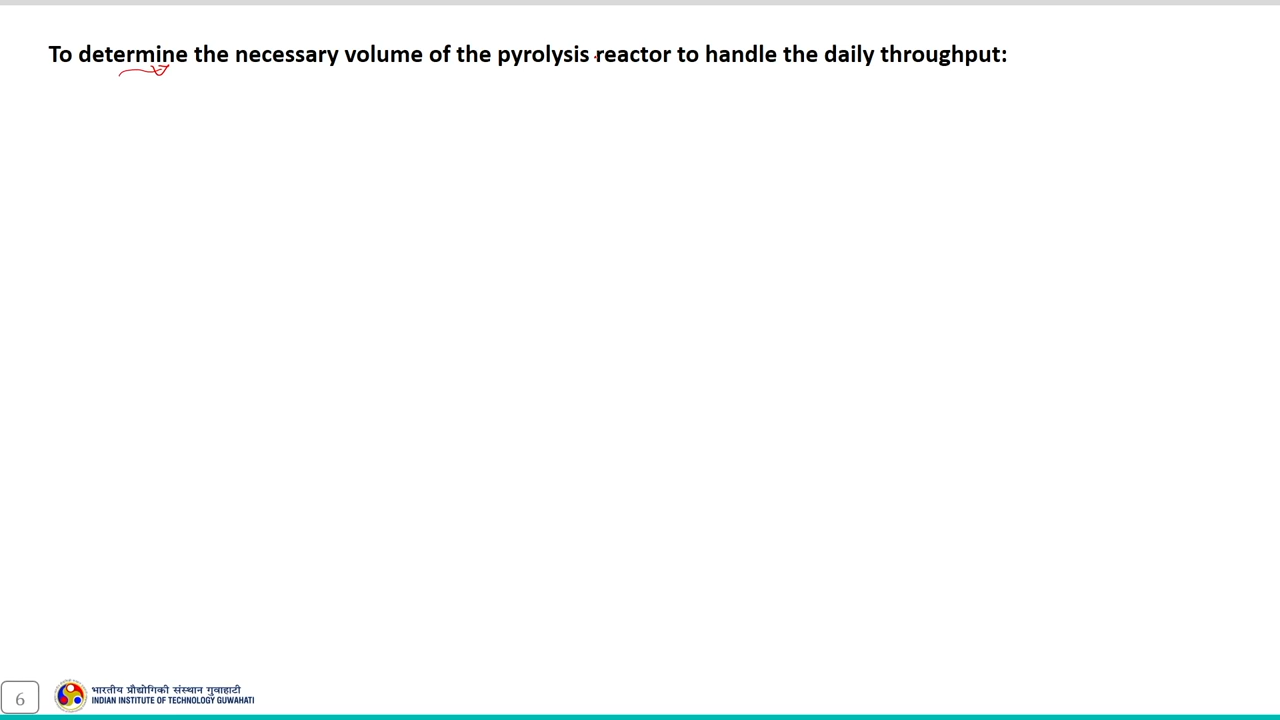 To determine the necessary volume of the pyrolysis reactor to handle the daily throughput:
6
भारतीय प्रौद्योगिकी संस्थान गुवाहाटी
INDIAN INSTITUTE OF TECHNOLOGY GUWAHATI